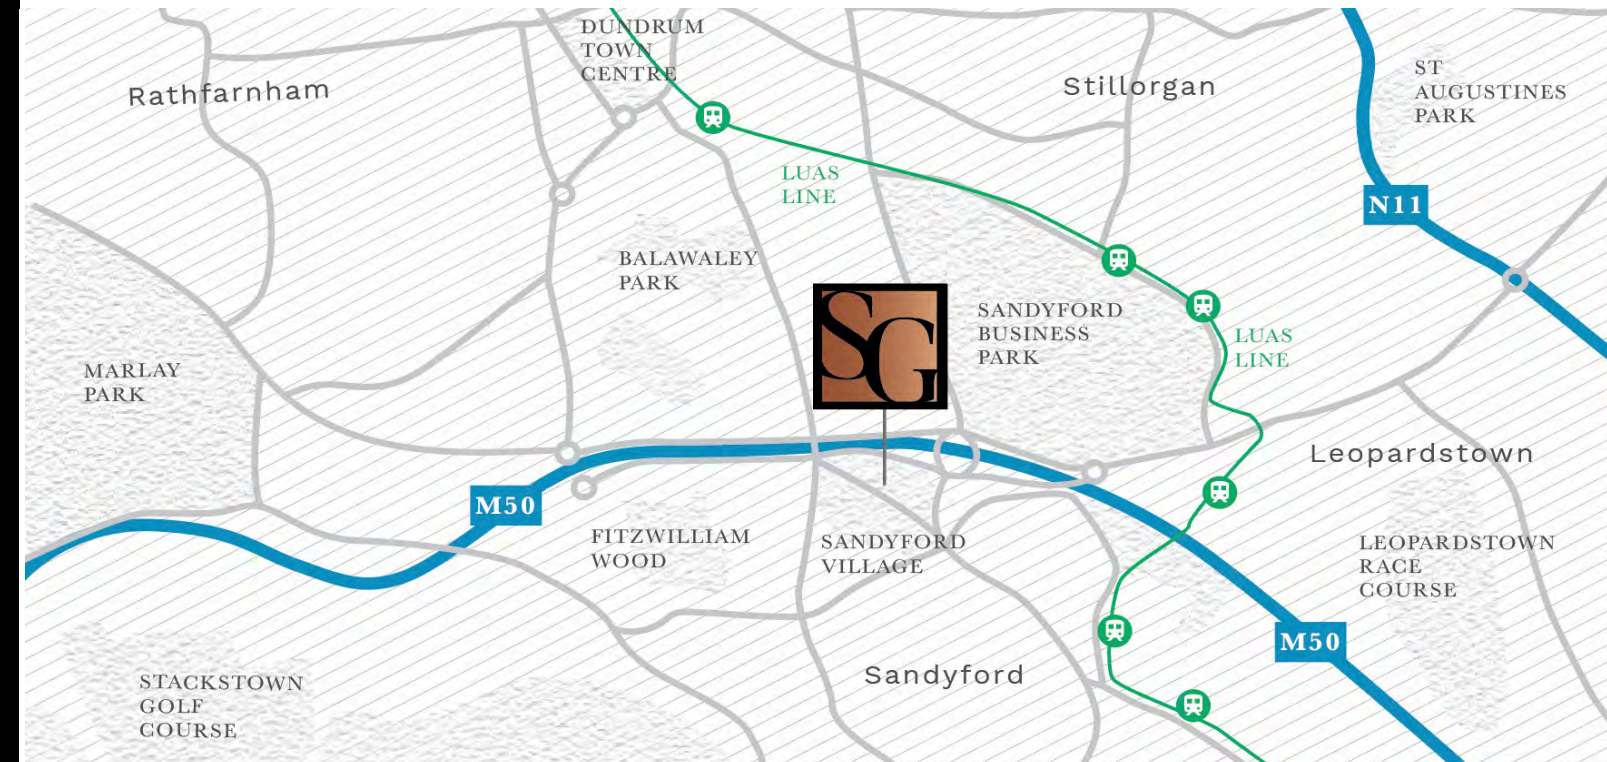 DUNDRUM
TOWN
CENTRE
Rathfarnham
Stillorgan
ST
AUGUSTINES
PARK
LUAS
LINE
N11
BALAWALEY
PARK
SG
SANDYFORD
BUSINESS
PARK
LUAS
LINE
MARLAY
PARK
Leopardstown
M50
FITZWILLIAM
WOOD
SANDYFORD
VILLAGE
LEOPARDSTOWN
RACE
COURSE
M50
Sandyford
STACKSTOWN
GOLF
COURSE